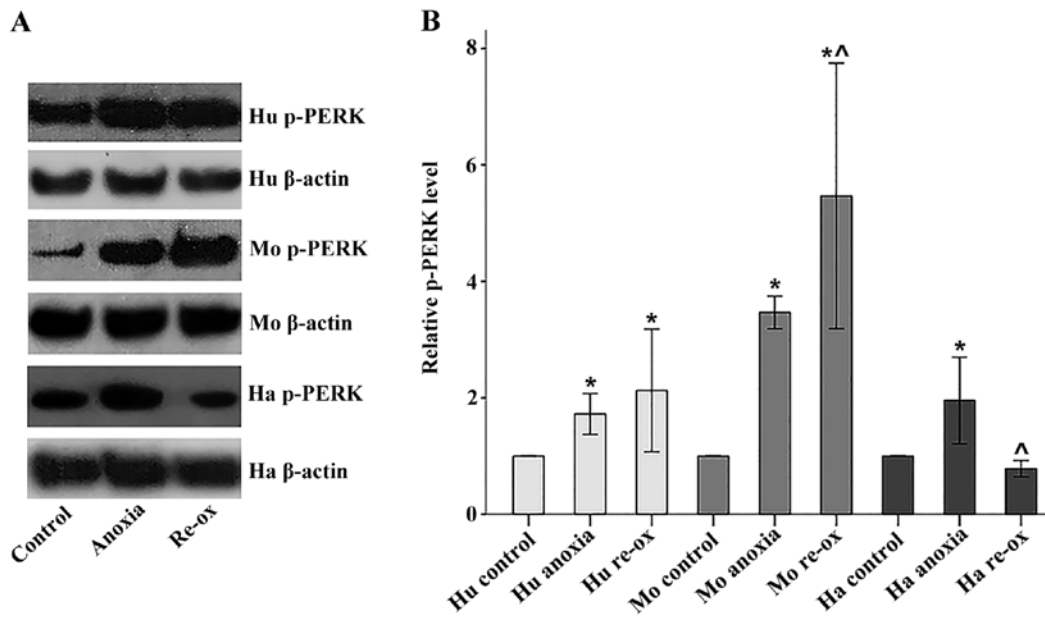 A
Hu p-PERK
Hu β-actin
Mo p-PERK
Mo β-actin
Ha p-PERK
Ha β-actin
Control
Anoxia
Re-ox
B
Relative p-PERK level
8
6
4
2
0
*
*
*
*^
*
^
Hu control
Hu anoxia
Hu re-ox
Mo control
Mo anoxia
Mo re-ox
Ha control
Ha anoxia
Ha re-ox